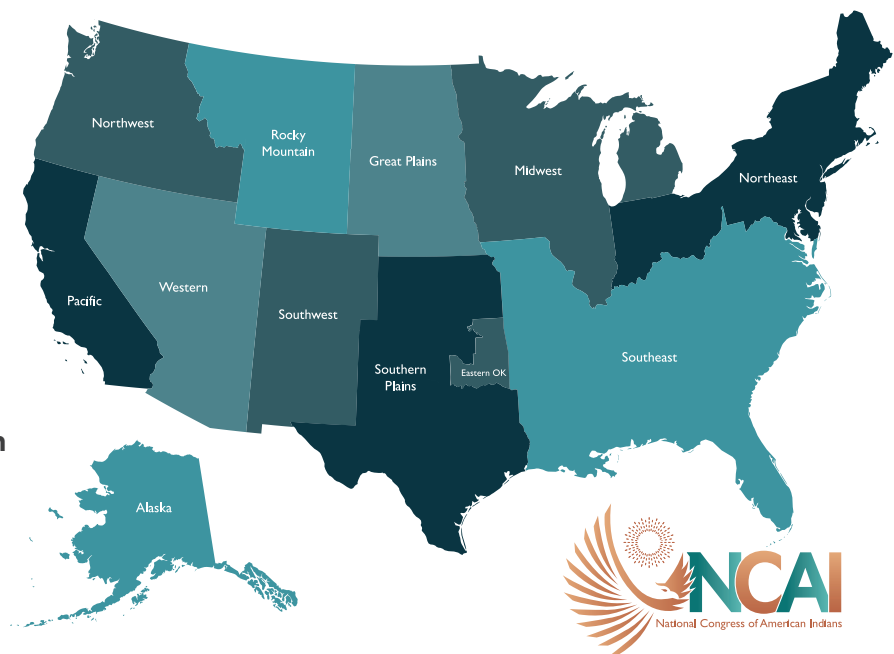 Northwest
Rocky
Mountain
Great Plains
Midwest
Northeast
Western
Pacific
Southwest
Southeast
Southern
Plains
Eastern OK
n
Alaska
NCAI
National Congress of American Indians